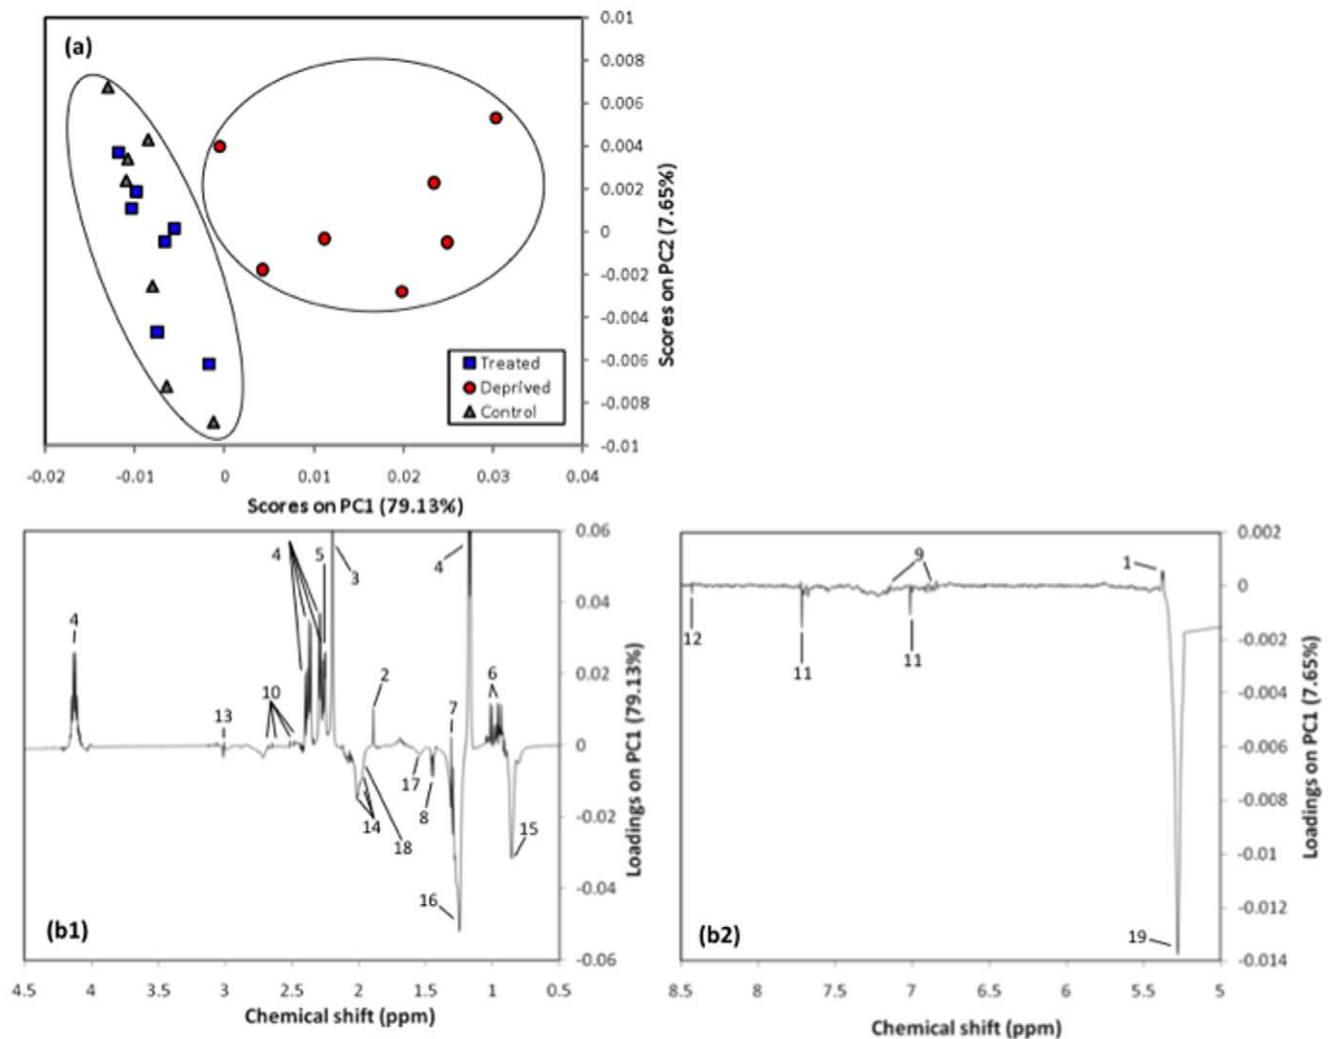 (a)
0.01
0.008
0.006
0.004
0.002
0
-0.002
-0.004
-0.006
-0.008
-0.01
Scores on PC2 (7.65%)
Treated
Deprived
Control
-0.02 -0.01 0 0.01 0.02 0.03 0.04
Scores on PC1 (79.13%)
4 5 3 4
4
10
13
2
6
7
17
8
14
18
15
16
(b1)
0.06
0.04
0.02
0
-0.02
-0.04
-0.06
Loadings on PC1 (79.13%)
4.5 4 3.5 3 2.5 2 1.5 1 0.5
Chemical shift (ppm)
9
1
12
11
11
19
(b2)
0.002
0
-0.002
-0.004
-0.006
-0.008
-0.01
-0.012
-0.014
Loadings on PC1 (7.65%)
8.5 8 7.5 7 6.5 6 5.5 5
Chemical shift (ppm)